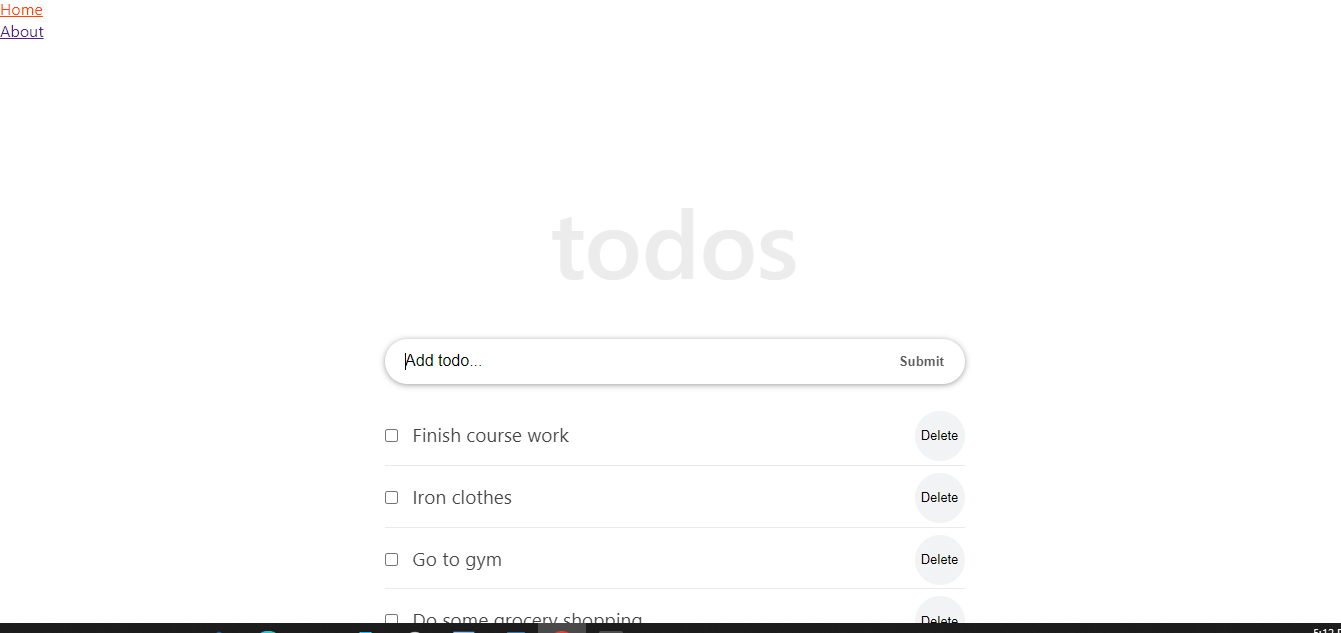 Home
About
todos
Add todo...
Submit
Finish course work
Delete
Iron clothes
Delete
Go to gym
Delete
Do some grocery shopping
Delete